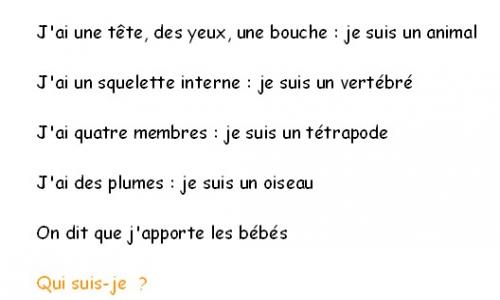 J'ai une tête, des yeux, une bouche : je suis un animal
J'ai un squelette interne : je suis un vertébré
J'ai quatre membres : je suis un tétrapode
J'ai des plumes : je suis un oiseau
On dit que j'apporte les bébés
Qui suis-je ?